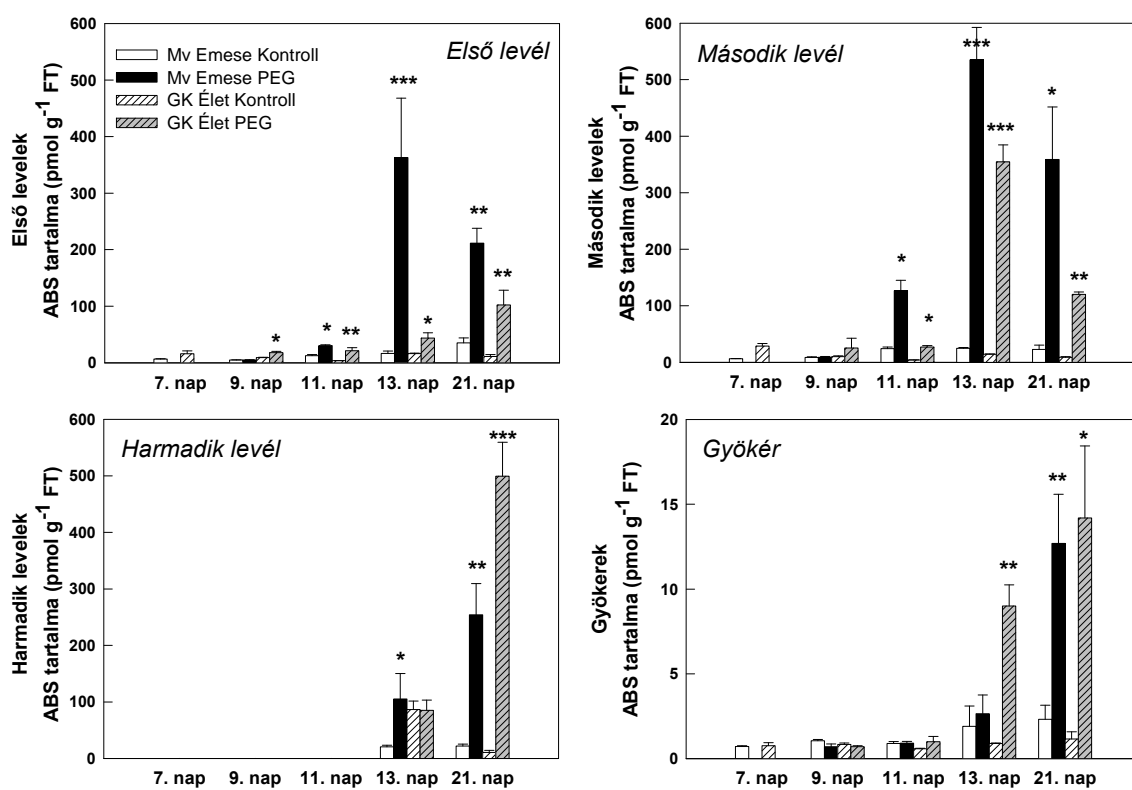 Első levél
Mv Emese Kontroll
Mv Emese PEG
GK Élet Kontroll
GK Élet PEG
Első levelek
ABS tartalma (pmol g-1 FT)
600
500
400
300
200
100
0
*
*
**
***
*
**
**
7. nap 9. nap 11. nap 13. nap 21. nap
Második levél
Második levelek
ABS tartalma (pmol g-1 FT)
600
500
400
300
200
100
0
*
*
***
***
*
**
7. nap 9. nap 11. nap 13. nap 21. nap
Harmadik levél
Harmadik levelek
ABS tartalma (pmol g-1 FT)
600
500
400
300
200
100
0
*
**
***
7. nap 9. nap 11. nap 13. nap 21. nap
Gyökér
Gyökerek
ABS tartalma (pmol g-1 FT)
20
15
10
5
0
**
**
*
7. nap 9. nap 11. nap 13. nap 21. nap